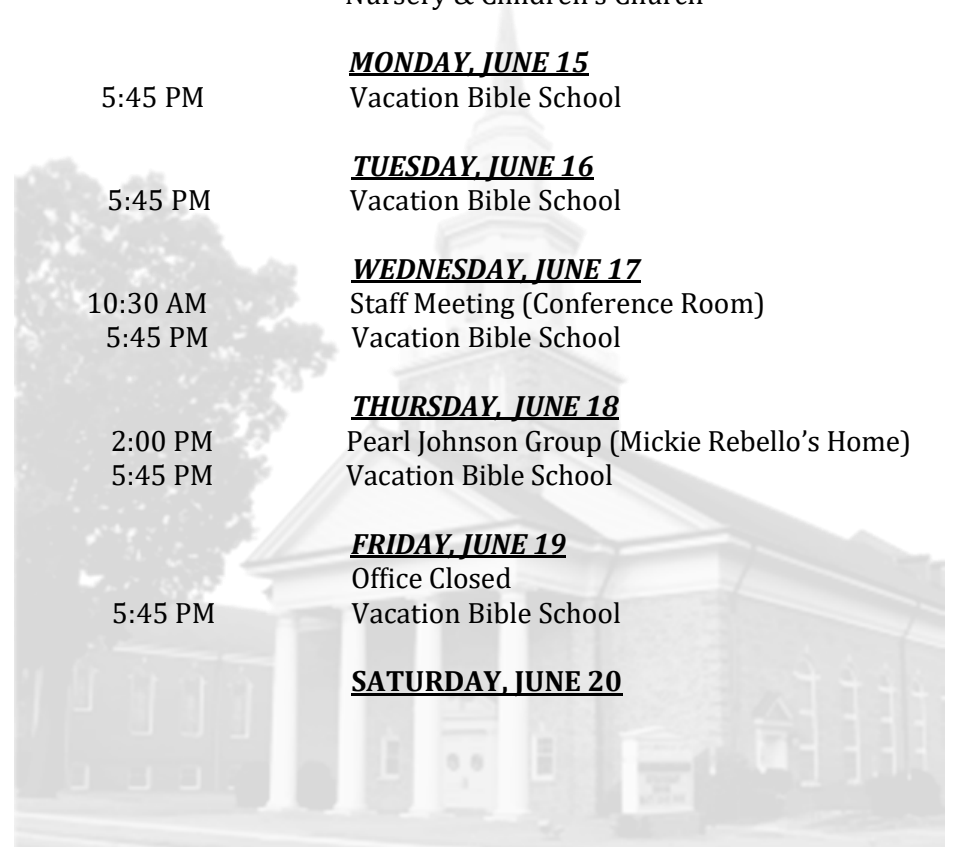 Nursery & Children's Church
MONDAY, JUNE 15
5:45 PM Vacation Bible School
TUESDAY, JUNE 16
5:45 PM Vacation Bible School
WEDNESDAY, JUNE 17
10:30 AM Staff Meeting (Conference Room)
5:45 PM Vacation Bible School
THURSDAY, JUNE 18
2:00 PM Pearl Johnson Group (Mickie Rebello’s Home)
5:45 PM Vacation Bible School
FRIDAY, JUNE 19
Office Closed
5:45 PM Vacation Bible School
SATURDAY, JUNE 20